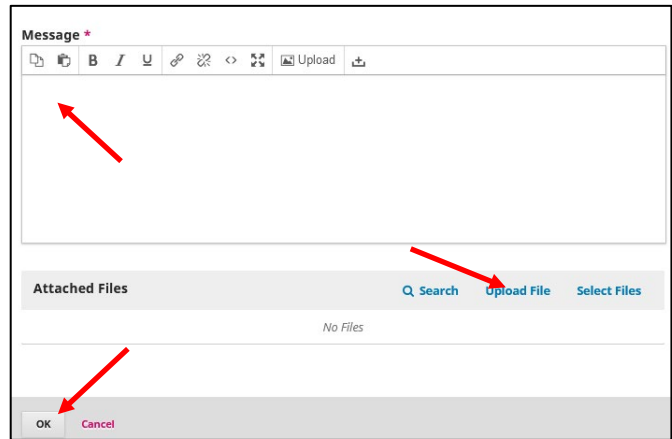 Message *
B I U <> Upload
Attached Files Search Upload File Select Files
No Files
OK Cancel